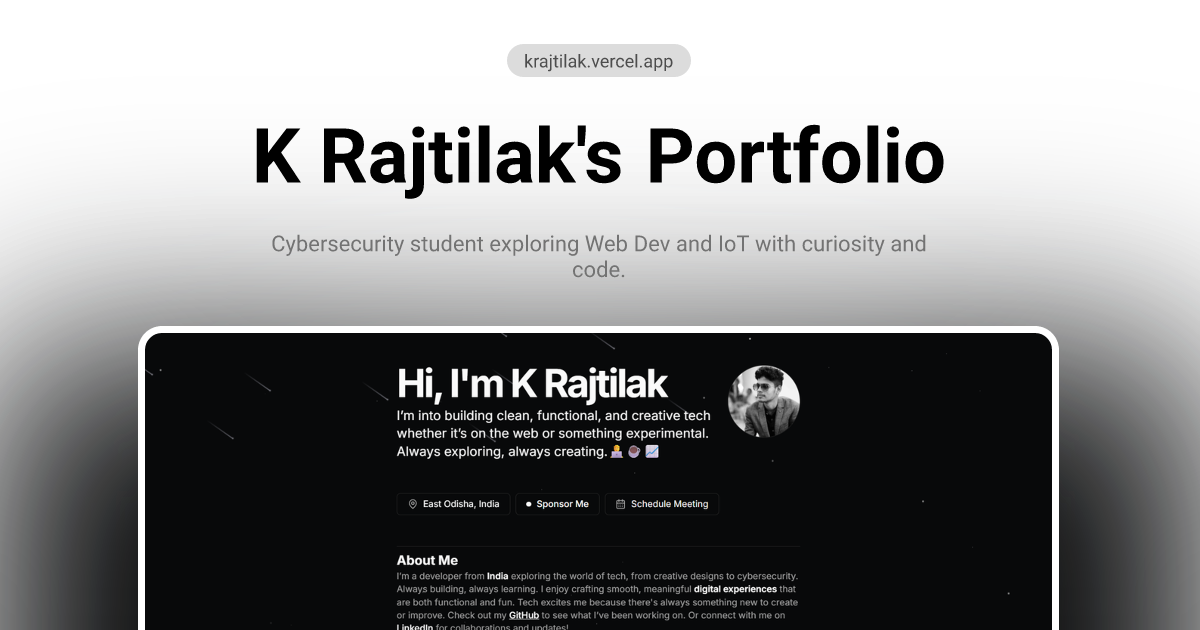 krajtilak.vercel.app
K Rajtilak's Portfolio
Cybersecurity student exploring Web Dev and IoT with curiosity and
code.
Hi, I'm K Rajtilak
I’m into building clean, functional, and creative tech
whether it’s on the web or something experimental.
Always exploring, always creating.
East Odisha, India
Sponsor Me
Schedule Meeting
About Me
I'm a developer from India exploring the world of tech, from creative designs to cybersecurity.
Always building, always learning. I enjoy crafting smooth, meaningful digital experiences that
are both functional and fun. Tech excites me because there's always something new to create
or improve. Check out my GitHub to see what I've been working on. Or connect with me on
LinkedIn for collaborations and updates!